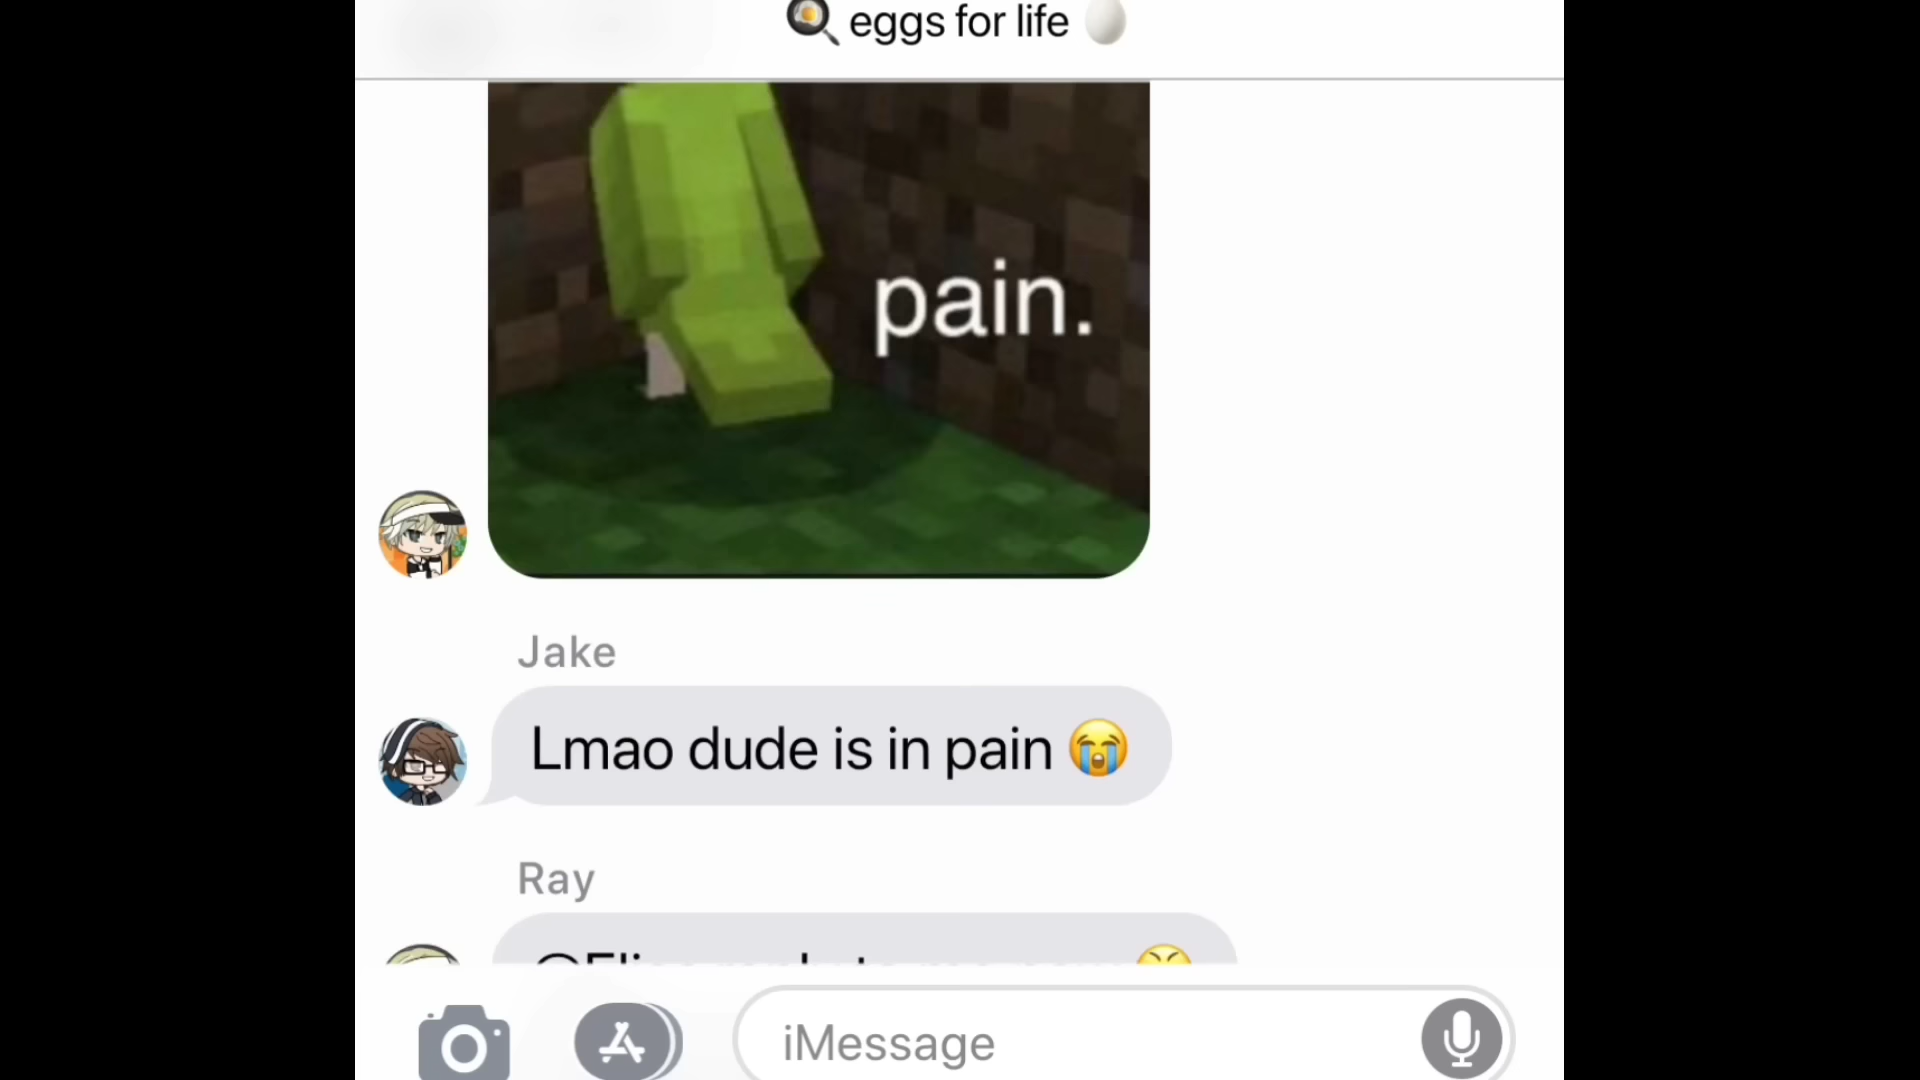 🍳 eggs for life 🥚
pain.
Jake
Lmao dude is in pain 😭
Ray
iMessage